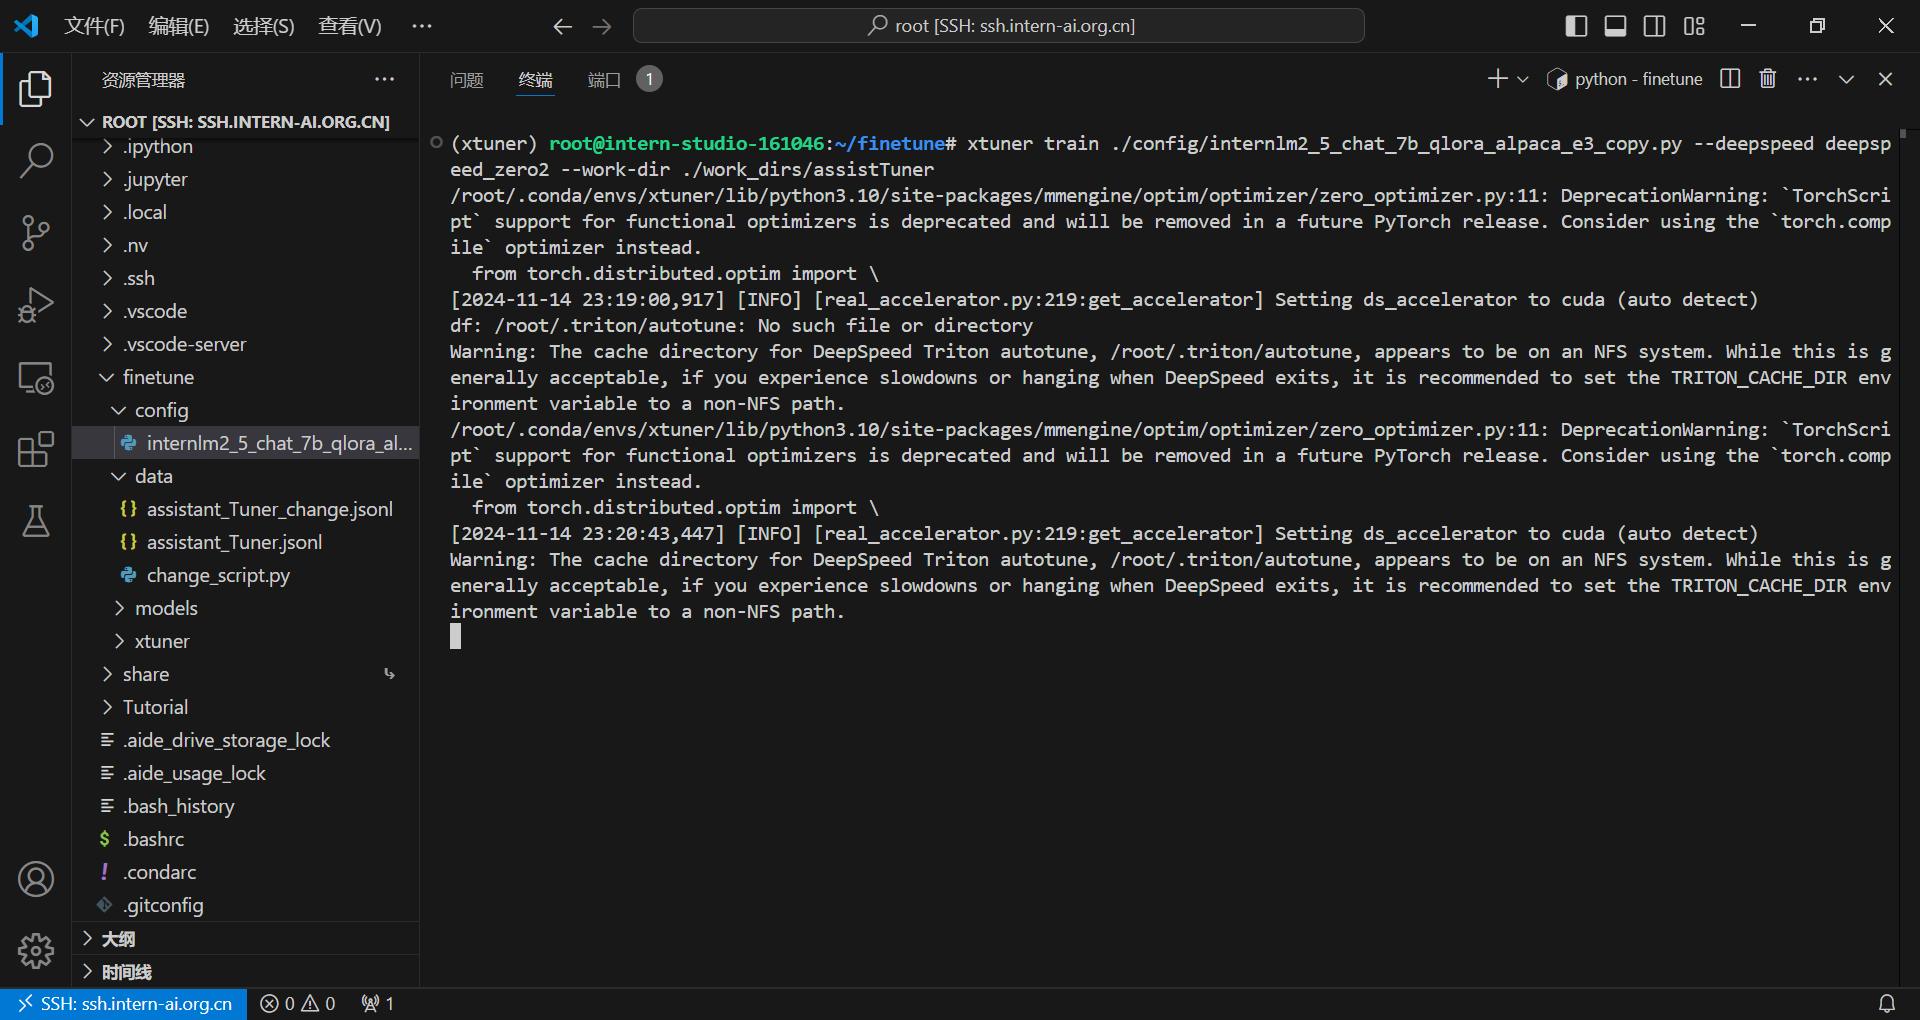 文件(F) 编辑(E) 选择(S) 查看(V) ··· root [SSH: ssh.intern-ai.org.cn]
资源管理器 ···
ROOT [SSH: SSH.INTERN-AI.ORG.CN]
.ipython
.jupyter
.local
.nv
.ssh
.vscode
.vscode-server
finetune
config
internlm2_5_chat_7b_qlora_al...
data
assistant_Tuner_change.jsonl
assistant_Tuner.jsonl
change_script.py
models
xtuner
share
Tutorial
.aide_drive_storage_lock
.aide_usage_lock
.bash_history
.bashrc
.condarc
.gitconfig
大纲
时间线
问题 终端 端口 1 python - finetune ···
(xtuner) root@intern-studio-161046:~/finetune# xtuner train ./config/internlm2_5_chat_7b_qlora_alpaca_e3_copy.py --deepspeed deepsp
eed_zero2 --work-dir ./work_dirs/assistTuner
/root/.conda/envs/xtuner/lib/python3.10/site-packages/mmengine/optim/optimizer/zero_optimizer.py:11: DeprecationWarning: `TorchScri
pt` support for functional optimizers is deprecated and will be removed in a future PyTorch release. Consider using the `torch.comp
ile` optimizer instead.
  from torch.distributed.optim import \
[2024-11-14 23:19:00,917] [INFO] [real_accelerator.py:219:get_accelerator] Setting ds_accelerator to cuda (auto detect)
df: /root/.triton/autotune: No such file or directory
Warning: The cache directory for DeepSpeed Triton autotune, /root/.triton/autotune, appears to be on an NFS system. While this is g
enerally acceptable, if you experience slowdowns or hanging when DeepSpeed exits, it is recommended to set the TRITON_CACHE_DIR env
ironment variable to a non-NFS path.
/root/.conda/envs/xtuner/lib/python3.10/site-packages/mmengine/optim/optimizer/zero_optimizer.py:11: DeprecationWarning: `TorchScri
pt` support for functional optimizers is deprecated and will be removed in a future PyTorch release. Consider using the `torch.comp
ile` optimizer instead.
  from torch.distributed.optim import \
[2024-11-14 23:20:43,447] [INFO] [real_accelerator.py:219:get_accelerator] Setting ds_accelerator to cuda (auto detect)
Warning: The cache directory for DeepSpeed Triton autotune, /root/.triton/autotune, appears to be on an NFS system. While this is g
enerally acceptable, if you experience slowdowns or hanging when DeepSpeed exits, it is recommended to set the TRITON_CACHE_DIR env
ironment variable to a non-NFS path.
SSH: ssh.intern-ai.org.cn 0 0 1